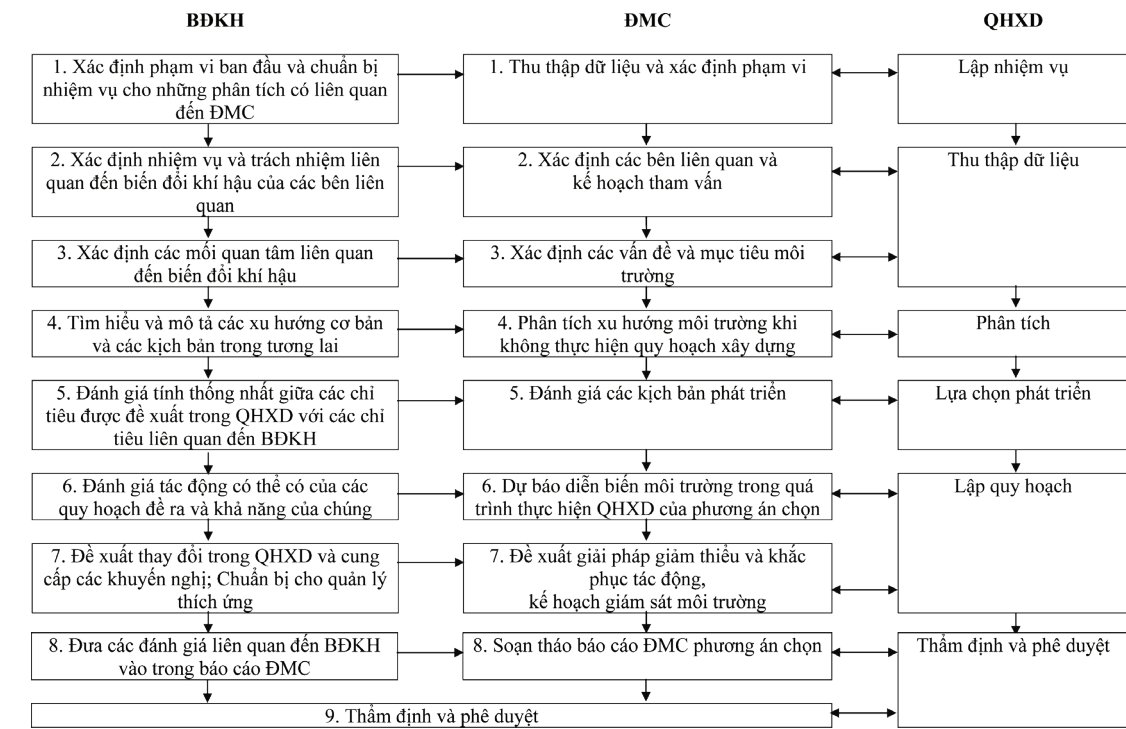 BĐKH
ĐMC
QHXD
1. Xác định phạm vi ban đầu và chuẩn bị
nhiệm vụ cho những phân tích có liên quan
đến ĐMC
1. Thu thập dữ liệu và xác định phạm vi
Lập nhiệm vụ
2. Xác định nhiệm vụ và trách nhiệm liên
quan đến biến đổi khí hậu của các bên liên
quan
2. Xác định các bên liên quan và
kế hoạch tham vấn
Thu thập dữ liệu
3. Xác định các mối quan tâm liên quan
đến biến đổi khí hậu
3. Xác định các vấn đề và mục tiêu môi
trường
4. Tìm hiểu và mô tả các xu hướng cơ bản
và các kịch bản trong tương lai
4. Phân tích xu hướng môi trường khi
không thực hiện quy hoạch xây dựng
Phân tích
5. Đánh giá tính thống nhất giữa các chỉ
tiêu được đề xuất trong QHXD với các chỉ
tiêu liên quan đến BĐKH
5. Đánh giá các kịch bản phát triển
Lựa chọn phát triển
6. Đánh giá tác động có thể có của các
quy hoạch đề ra và khả năng của chúng
6. Dự báo diễn biến môi trường trong quá
trình thực hiện QHXD của phương án chọn
Lập quy hoạch
7. Đề xuất thay đổi trong QHXD và cung
cấp các khuyến nghị; Chuẩn bị cho quản lý
thích ứng
7. Đề xuất giải pháp giảm thiểu và khắc
phục tác động,
kế hoạch giám sát môi trường
8. Đưa các đánh giá liên quan đến BĐKH
vào trong báo cáo ĐMC
8. Soạn thảo báo cáo ĐMC phương án chọn
Thẩm định và phê duyệt
9. Thẩm định và phê duyệt